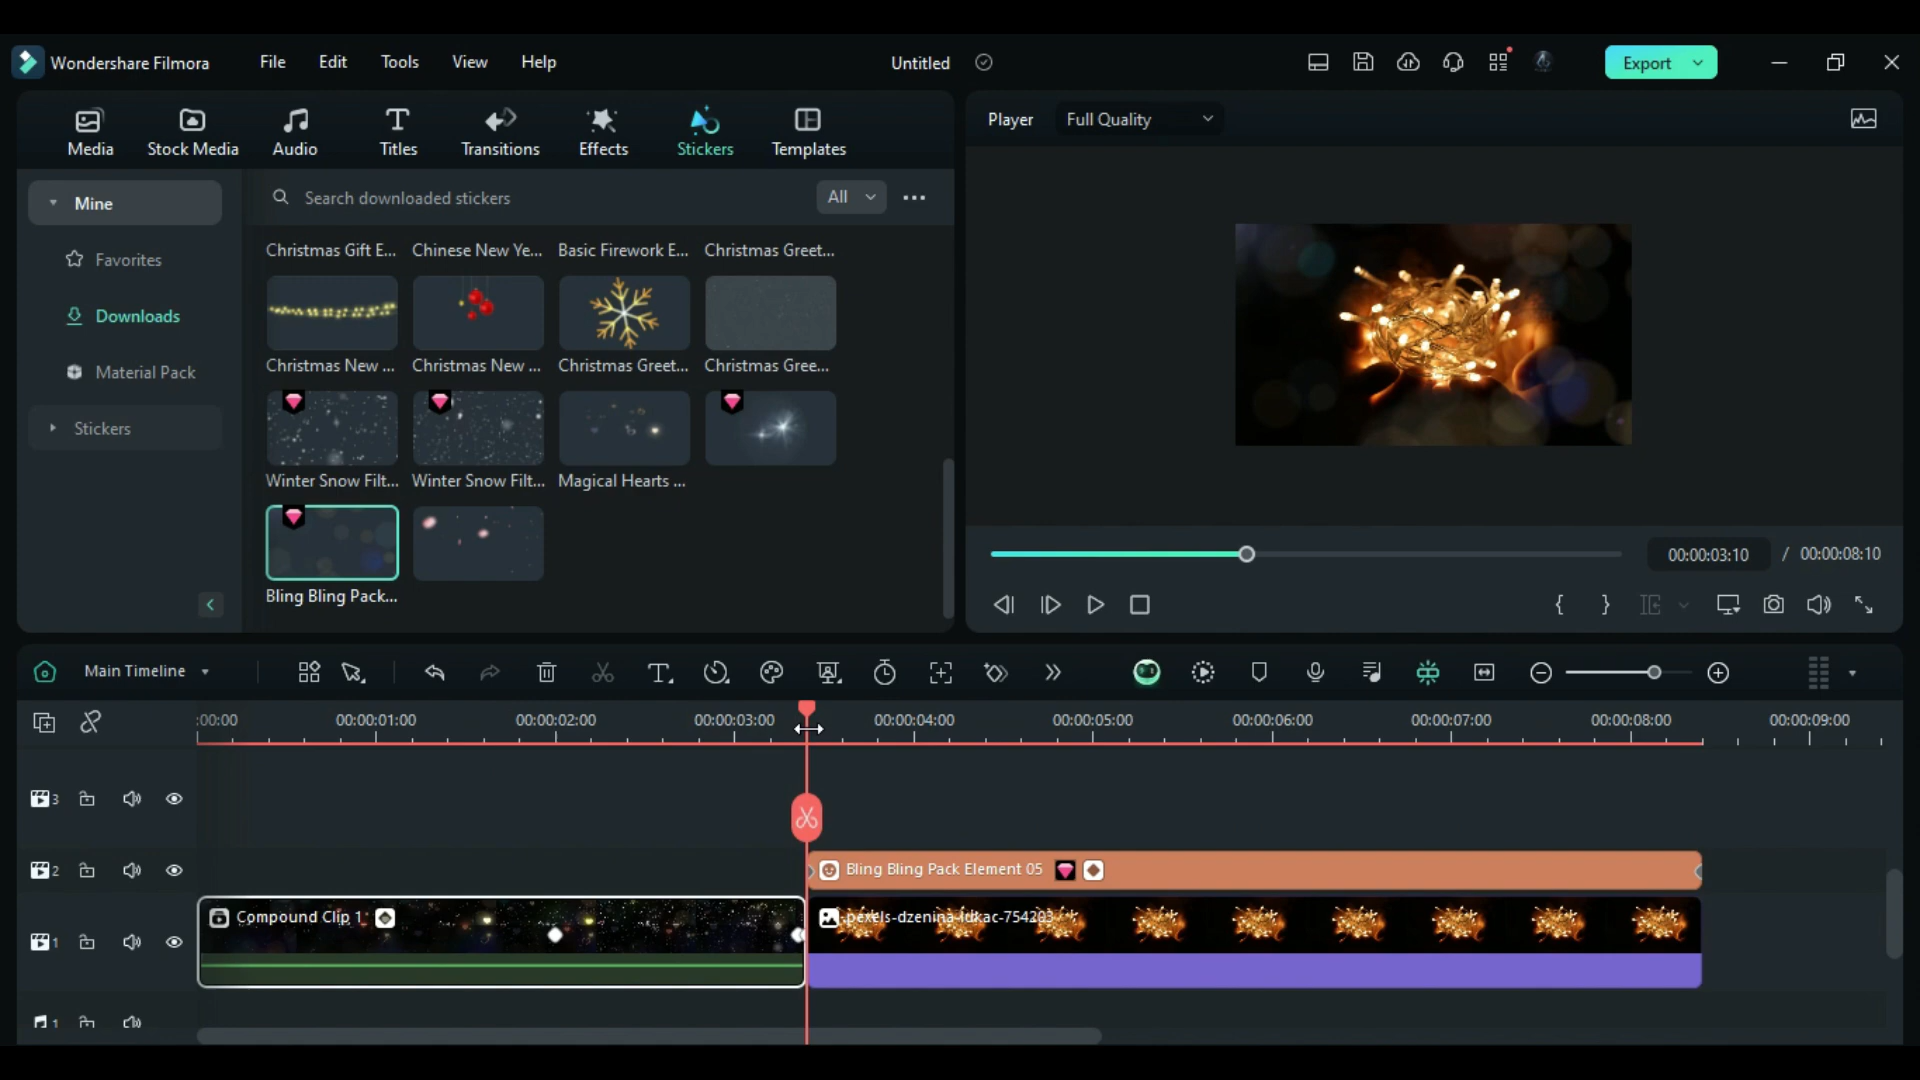 Wondershare Filmora File Edit Tools View Help Untitled Export
Media Stock Media Audio Titles Transitions Effects Stickers Templates
Player Full Quality
Mine
Favorites
Downloads
Material Pack
Stickers
Search downloaded stickers All
Christmas Gift E... Chinese New Ye... Basic Firework E... Christmas Greet...
Christmas New ... Christmas New ... Christmas Greet... Christmas Gree...
Winter Snow Filt... Winter Snow Filt... Magical Hearts ...
Bling Bling Pack...
00:00:03:10 / 00:00:08:10
Main Timeline
:00:00 00:00:01:00 00:00:02:00 00:00:03:00 00:00:04:00 00:00:05:00 00:00:06:00 00:00:07:00 00:00:08:00 00:00:09:00
3
2 Bling Bling Pack Element 05
1 Compound Clip 1 pexels-dzenina-lukac-754203
1